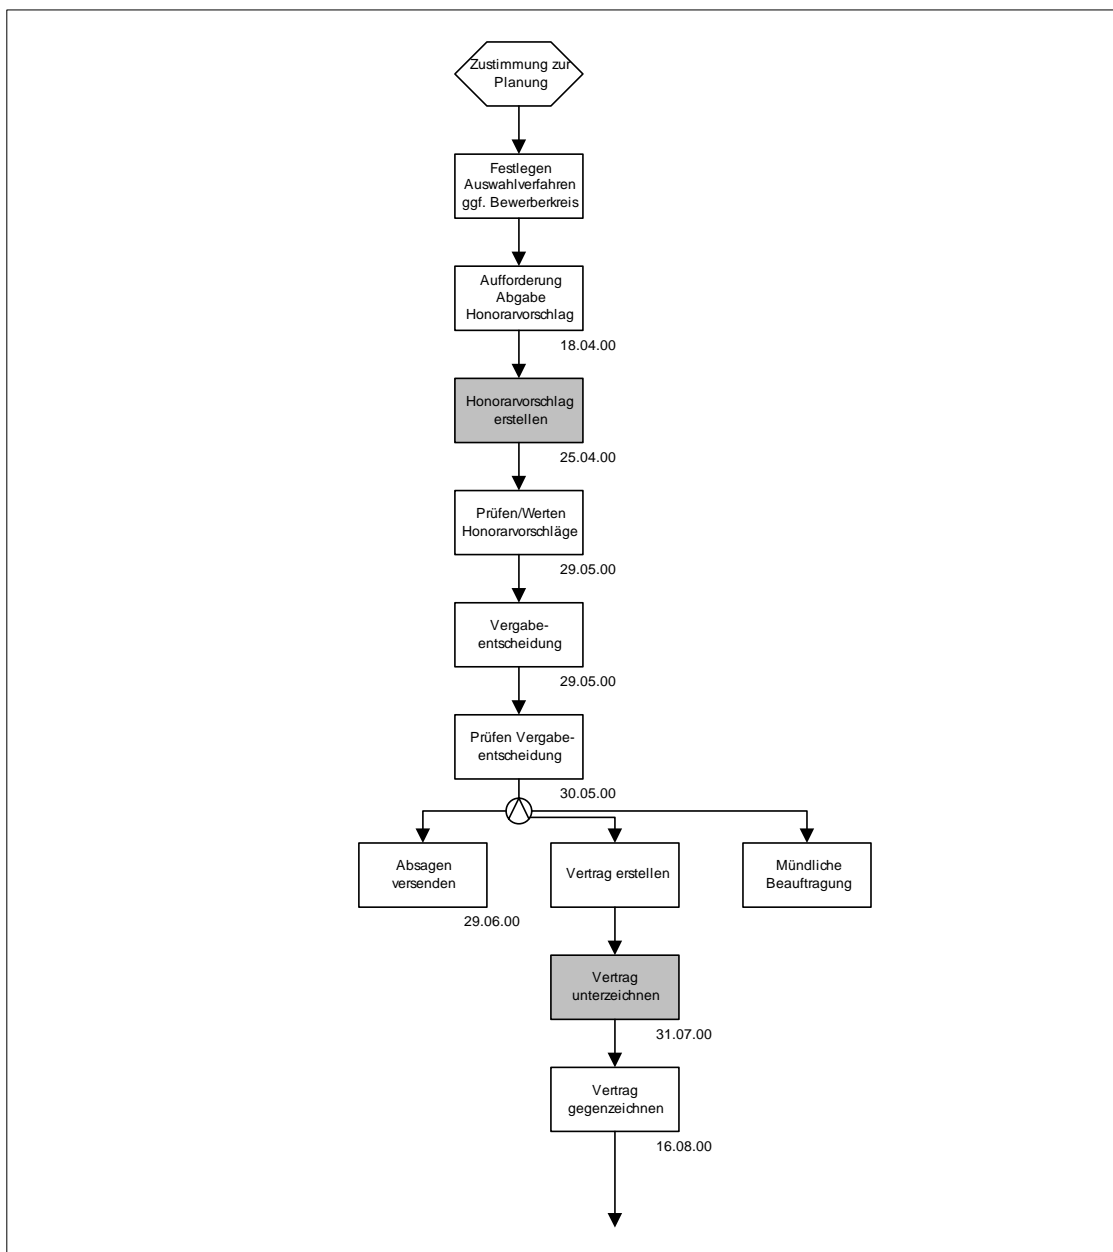 Zustimmung zur
Planung
Festlegen
Auswahlverfahren
ggf. Bewerberkreis
Aufforderung
Abgabe
Honorarvorschlag
18.04.00
Honorarvorschlag
erstellen
25.04.00
Prüfen/Werten
Honorarvorschläge
29.05.00
Vergabe-
entscheidung
29.05.00
Prüfen Vergabe-
entscheidung
30.05.00
Absagen
versenden
29.06.00
Vertrag erstellen
Mündliche
Beauftragung
Vertrag
unterzeichnen
31.07.00
Vertrag
gegenzeichnen
16.08.00